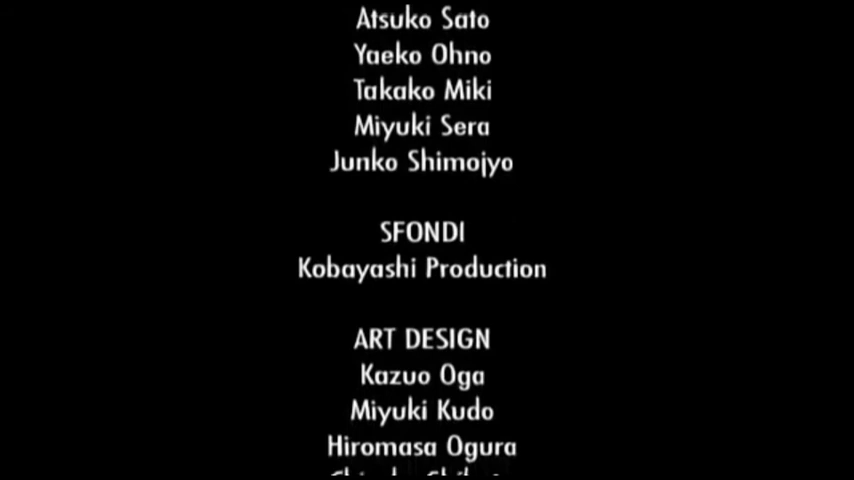 Atsuko Sato
Yaeko Ohno
Takako Miki
Miyuki Sera
Junko Shimojyo
SFONDI
Kobayashi Production
ART DESIGN
Kazuo Oga
Miyuki Kudo
Hiromasa Ogura